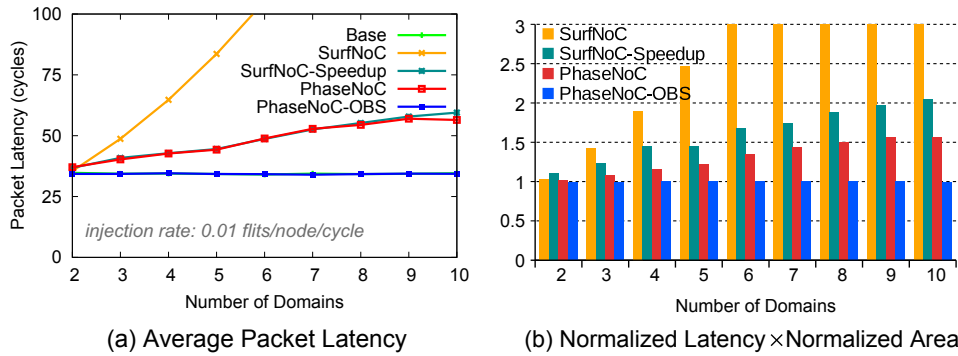 100
75
50
25
0
Packet Latency (cycles)
Base
SurfNoC
SurfNoC-Speedup
PhaseNoC
PhaseNoC-OBS
injection rate: 0.01 flits/node/cycle
2 3 4 5 6 7 8 9 10
Number of Domains
(a) Average Packet Latency
3
2.5
2
1.5
1
0.5
0
SurfNoC
SurfNoC-Speedup
PhaseNoC
PhaseNoC-OBS
2 3 4 5 6 7 8 9 10
Number of Domains
(b) Normalized Latency×Normalized Area